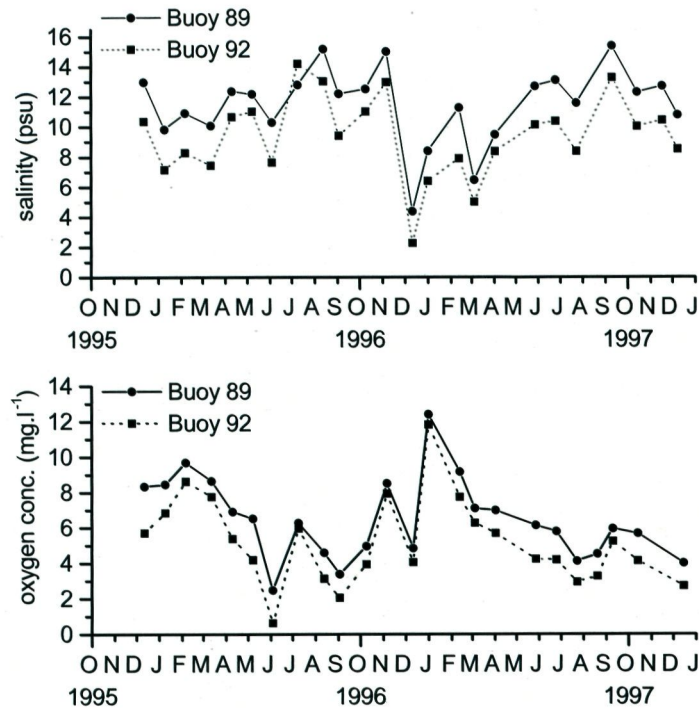 Buoy 89
Buoy 92
salinity (psu)
16
14
12
10
8
6
4
2
0
O N D J F M A M J J A S O N D J F M A M J J A S O N D J
1995 1996 1997
Buoy 89
Buoy 92
oxygen conc. (mg.l⁻¹)
14
12
10
8
6
4
2
0
O N D J F M A M J J A S O N D J F M A M J J A S O N D J
1995 1996 1997